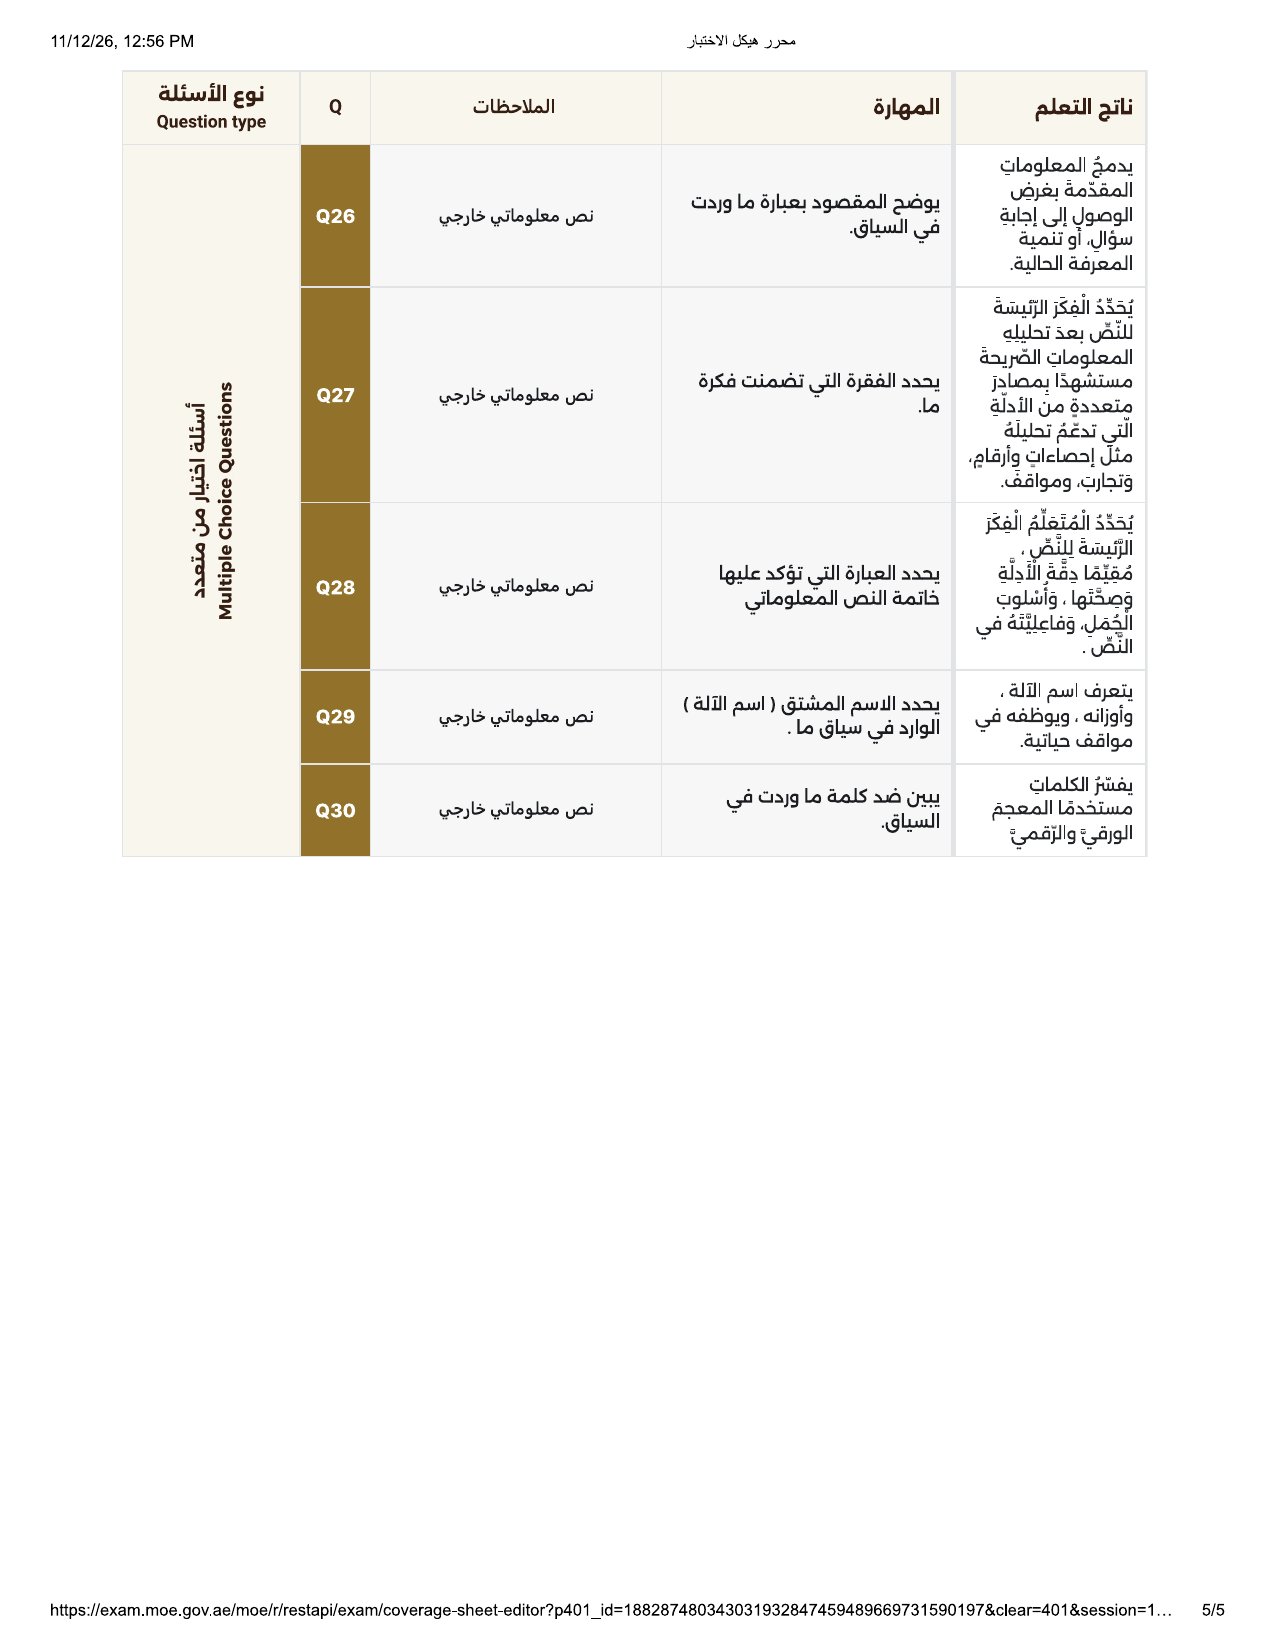 11/12/26, 12:56 PM
محرر هيكل الاختبار
ناتج التعلم
المهارة
الملاحظات
Q
نوع الأسئلة
Question type
يدمجُ المعلوماتِ
المقدّمةَ بغرضِ
الوصولِ إلى إجابةِ
سؤالٍ، أو تنمية
المعرفة الحالية.
يوضح المقصود بعبارة ما وردت
في السياق.
نص معلوماتي خارجي
Q26
يُحَدِّدُ الْفِكَرَ الرّئيسَةَ
للنّصِّ بعدَ تحليلِهِ
المعلوماتِ الصّريحةَ
مستشهدًا بِمصادرَ
متعددةٍ من الأدلّةِ
الّتي تدعّمُ تحليلَهُ
مثلَ إحصاءاتٍ وأرقامٍ،
وَتجاربَ، ومواقفَ.
يحدد الفقرة التي تضمنت فكرة
ما.
نص معلوماتي خارجي
Q27
يُحَدِّدُ الْمُتَعَلِّمُ الْفِكَرَ
الرَّئيسَةَ لِلنَّصِّ ،
مُقِيِّمًا دِقَّةَ الْأَدِلَّةِ
وَصِحَّتَها ، وَأُسْلوبَ
الْجُمَلِ، وَفاعِلِيَّتَهُ في
النَّصِّ .
يحدد العبارة التي تؤكد عليها
خاتمة النص المعلوماتي
نص معلوماتي خارجي
Q28
يتعرف اسم الآلة ،
وأوزانه ، ويوظفه في
مواقف حياتية.
يحدد الاسم المشتق ( اسم الآلة )
الوارد في سياق ما .
نص معلوماتي خارجي
Q29
يفسّرُ الكلماتِ
مستخدمًا المعجمَ
الورقيَّ والرّقميَّ
يبين ضد كلمة ما وردت في
السياق.
نص معلوماتي خارجي
Q30
أسئلة اختيار من متعدد
Multiple Choice Questions
https://exam.moe.gov.ae/moe/r/restapi/exam/coverage-sheet-editor?p401_id=188287480343031932847459489669731590197&clear=401&session=1…
5/5